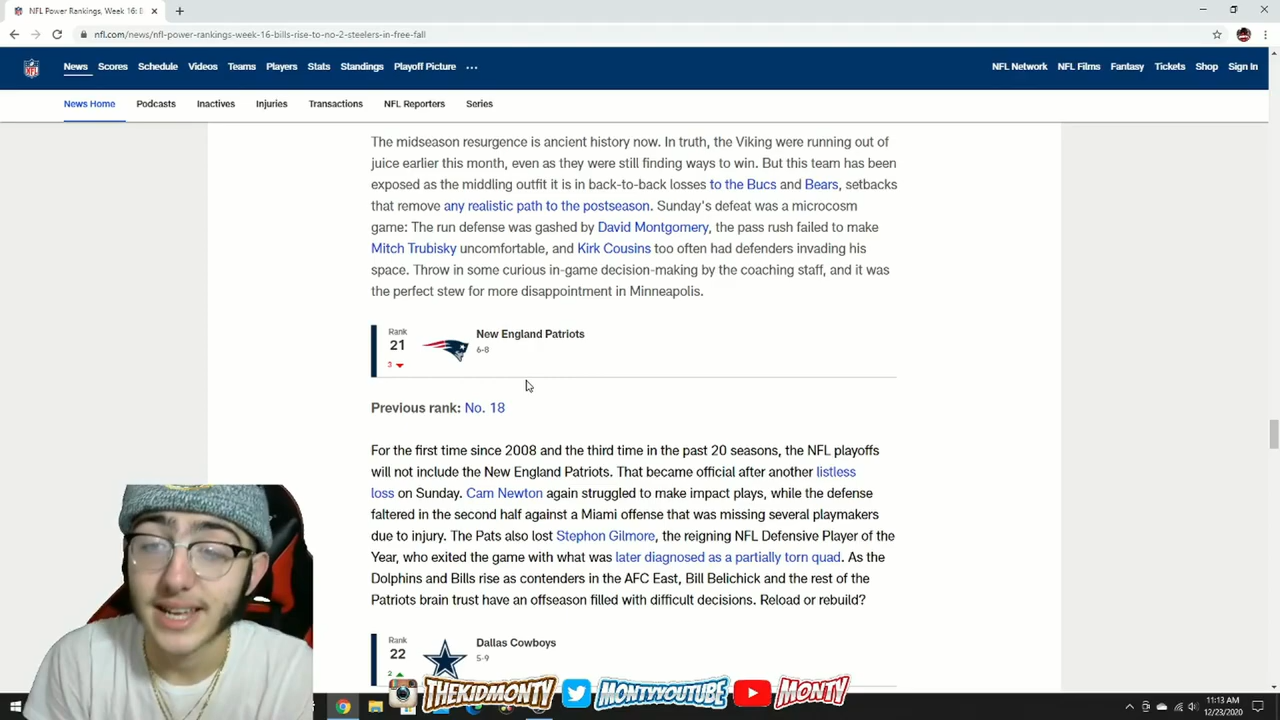 NFL Power Rankings, Week 16: B
nfl.com/news/nfl-power-rankings-week-16-bills-rise-to-no-2-steelers-in-free-fall
NFL News Scores Schedule Videos Teams Players Stats Standings Playoff Picture ... NFL Network NFL Films Fantasy Tickets Shop Sign In
News Home Podcasts Inactives Injuries Transactions NFL Reporters Series
The midseason resurgence is ancient history now. In truth, the Viking were running out of
juice earlier this month, even as they were still finding ways to win. But this team has been
exposed as the middling outfit it is in back-to-back losses to the Bucs and Bears, setbacks
that remove any realistic path to the postseason. Sunday's defeat was a microcosm
game: The run defense was gashed by David Montgomery, the pass rush failed to make
Mitch Trubisky uncomfortable, and Kirk Cousins too often had defenders invading his
space. Throw in some curious in-game decision-making by the coaching staff, and it was
the perfect stew for more disappointment in Minneapolis.
Rank
21
3
New England Patriots
6-8
Previous rank: No. 18
For the first time since 2008 and the third time in the past 20 seasons, the NFL playoffs
will not include the New England Patriots. That became official after another listless
loss on Sunday. Cam Newton again struggled to make impact plays, while the defense
faltered in the second half against a Miami offense that was missing several playmakers
due to injury. The Pats also lost Stephon Gilmore, the reigning NFL Defensive Player of the
Year, who exited the game with what was later diagnosed as a partially torn quad. As the
Dolphins and Bills rise as contenders in the AFC East, Bill Belichick and the rest of the
Patriots brain trust have an offseason filled with difficult decisions. Reload or rebuild?
Rank
22
2
Dallas Cowboys
5-9
THEKIDMONTY MONTYYOUTUBE MONTY
11:13 AM
12/23/2020